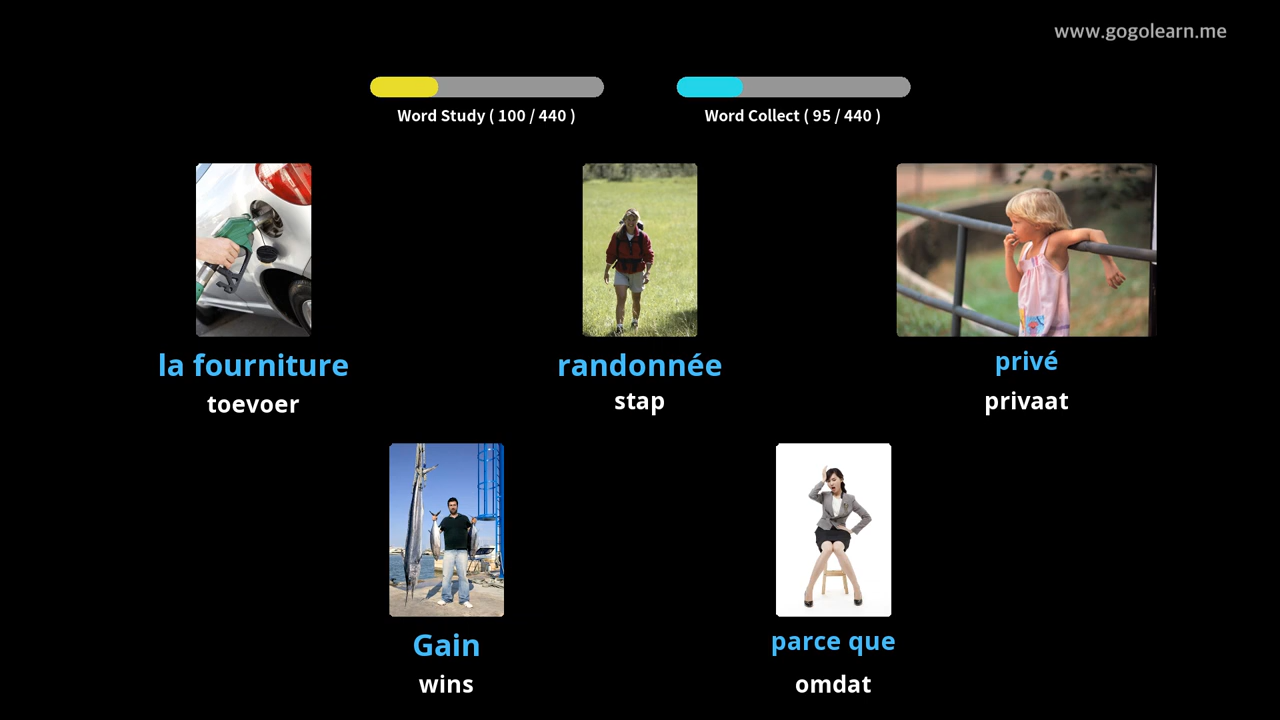 www.gogolearn.me
Word Study ( 100 / 440 )
Word Collect ( 95 / 440 )
la fourniture
toevoer
randonnée
stap
privé
privaat
Gain
wins
parce que
omdat